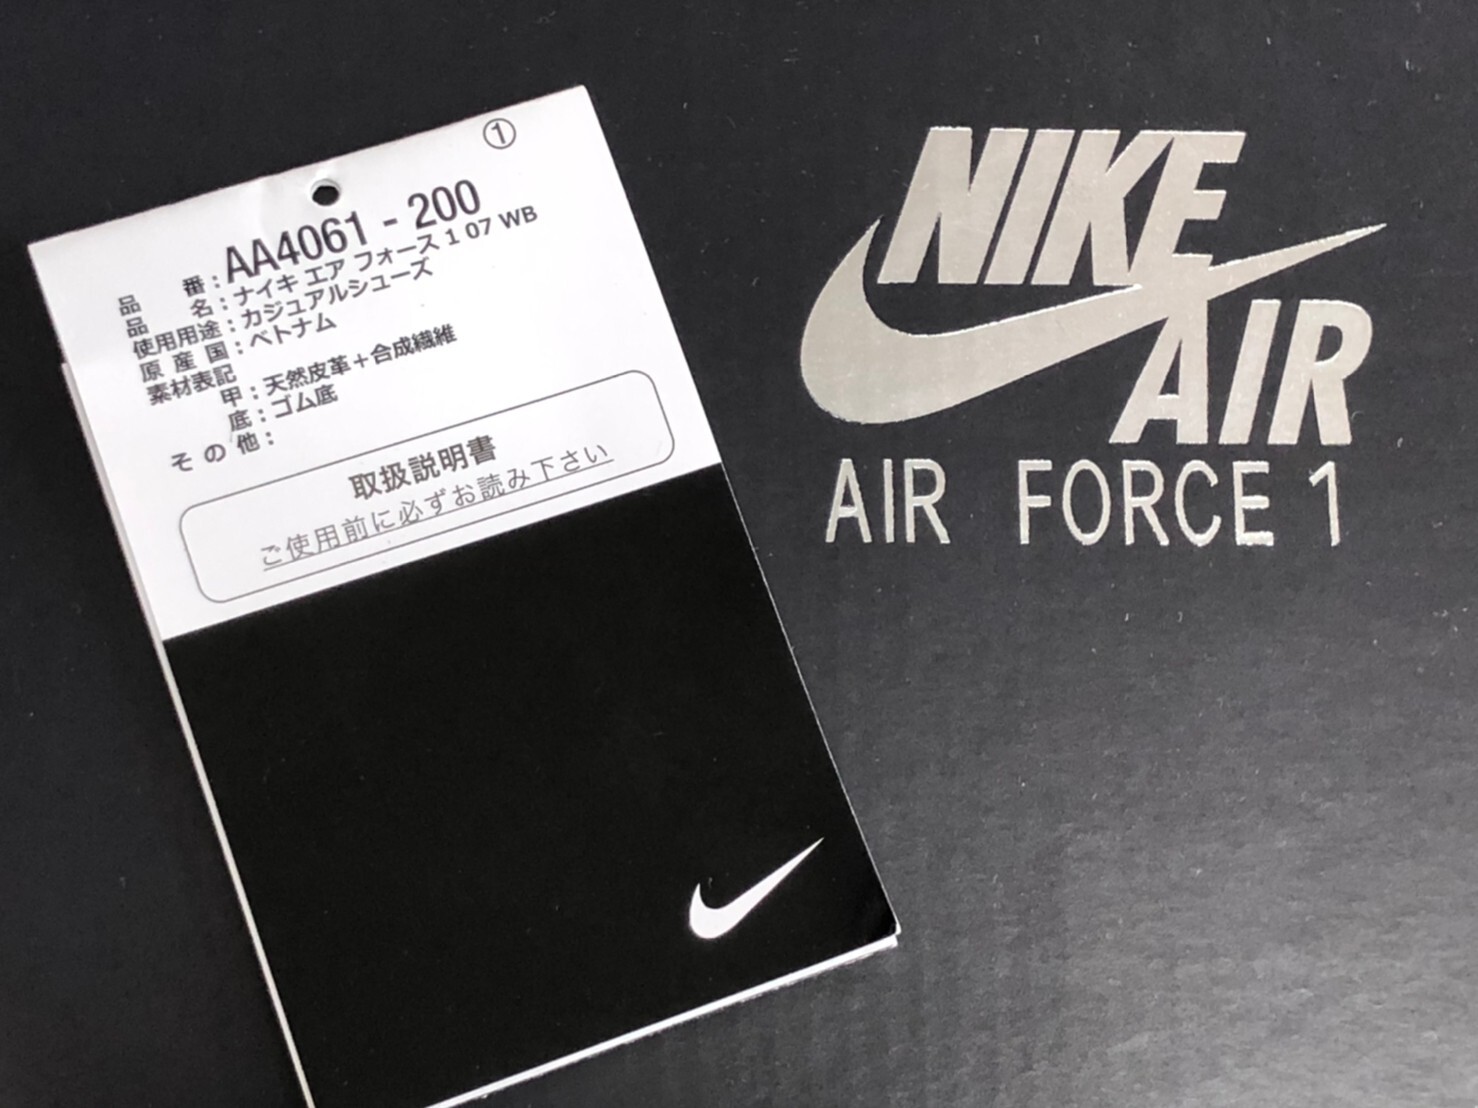 ①
品 番：AA4061 - 200
品 名：ナイキ エア フォース 1 07 WB
使用用途：カジュアルシューズ
原 産 国：ベトナム
素材表記
甲：天然皮革＋合成繊維
底：ゴム底
そ の 他：
取扱説明書
ご使用前に必ずお読み下さい
NIKE
AIR
AIR FORCE 1